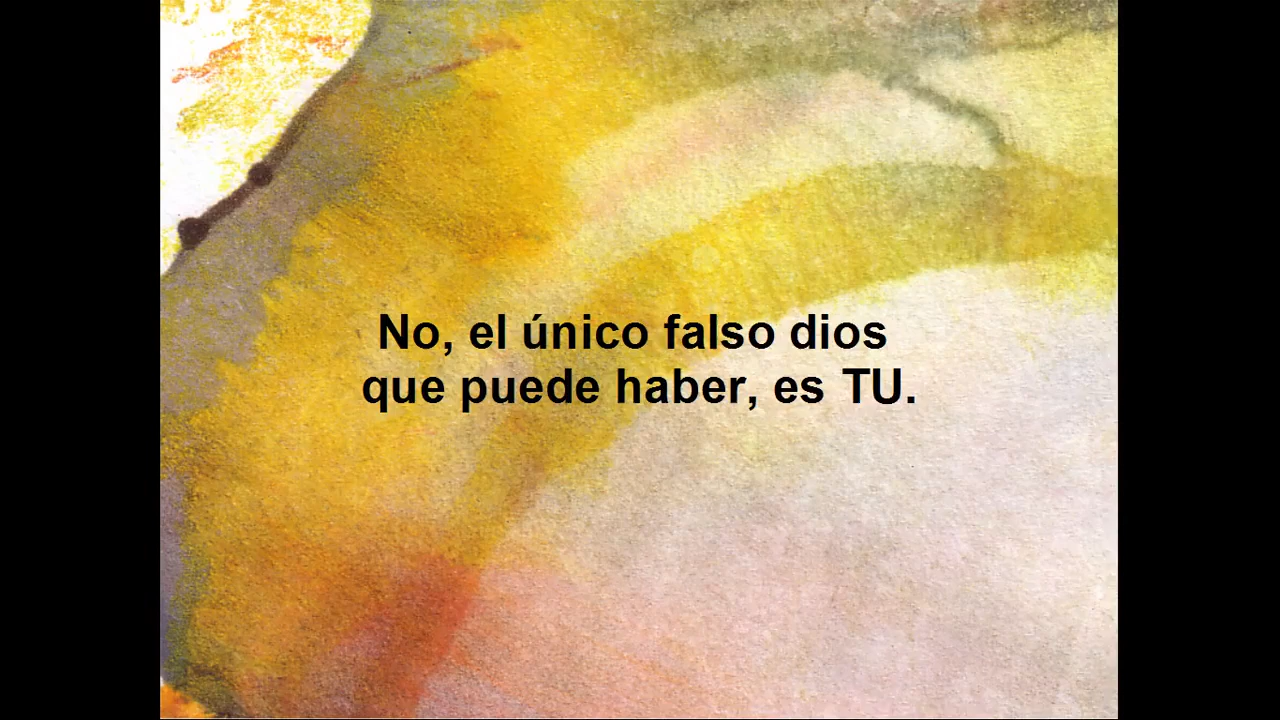 No, el único falso dios
que puede haber, es TU.